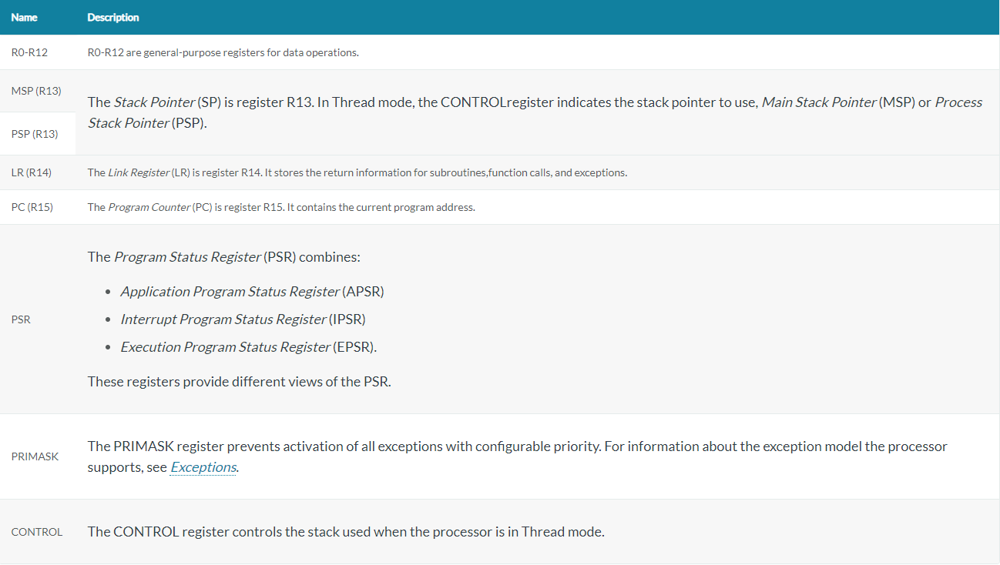 Name Description
R0-R12 R0-R12 are general-purpose registers for data operations.
MSP (R13)
The Stack Pointer (SP) is register R13. In Thread mode, the CONTROLregister indicates the stack pointer to use, Main Stack Pointer (MSP) or Process
Stack Pointer (PSP).
PSP (R13)
LR (R14) The Link Register (LR) is register R14. It stores the return information for subroutines,function calls, and exceptions.
PC (R15) The Program Counter (PC) is register R15. It contains the current program address.
PSR
The Program Status Register (PSR) combines:
• Application Program Status Register (APSR)
• Interrupt Program Status Register (IPSR)
• Execution Program Status Register (EPSR).
These registers provide different views of the PSR.
PRIMASK
The PRIMASK register prevents activation of all exceptions with configurable priority. For information about the exception model the processor
supports, see Exceptions.
CONTROL The CONTROL register controls the stack used when the processor is in Thread mode.